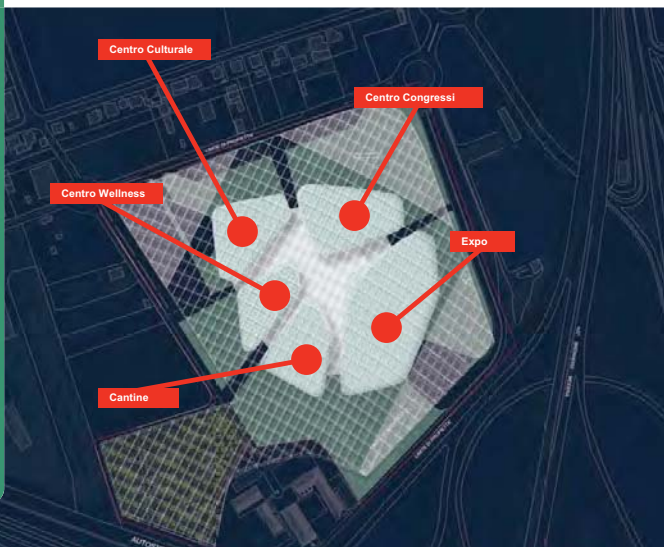 Centro Culturale
Centro Congressi
Centro Wellness
Expo
Cantine